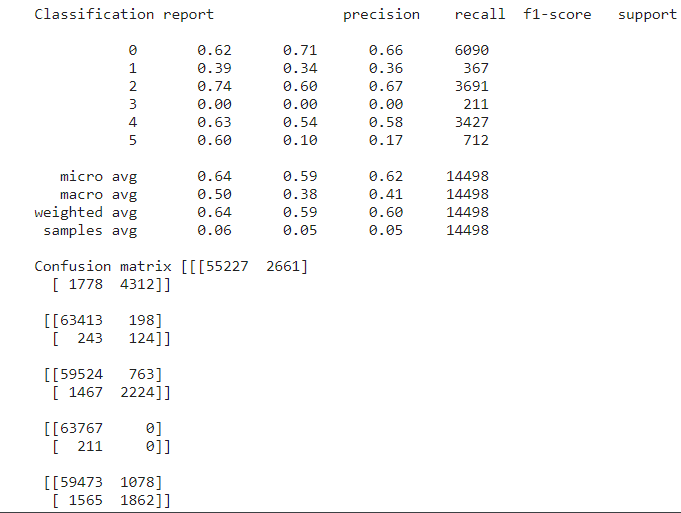 Classification report precision recall f1-score support
0 0.62 0.71 0.66 6090
1 0.39 0.34 0.36 367
2 0.74 0.60 0.67 3691
3 0.00 0.00 0.00 211
4 0.63 0.54 0.58 3427
5 0.60 0.10 0.17 712
micro avg 0.64 0.59 0.62 14498
macro avg 0.50 0.38 0.41 14498
weighted avg 0.64 0.59 0.60 14498
samples avg 0.06 0.05 0.05 14498
Confusion matrix [[[55227 2661]
[ 1778 4312]]
[[63413 198]
[ 243 124]]
[[59524 763]
[ 1467 2224]]
[[63767 0]
[ 211 0]]
[[59473 1078]
[ 1565 1862]]